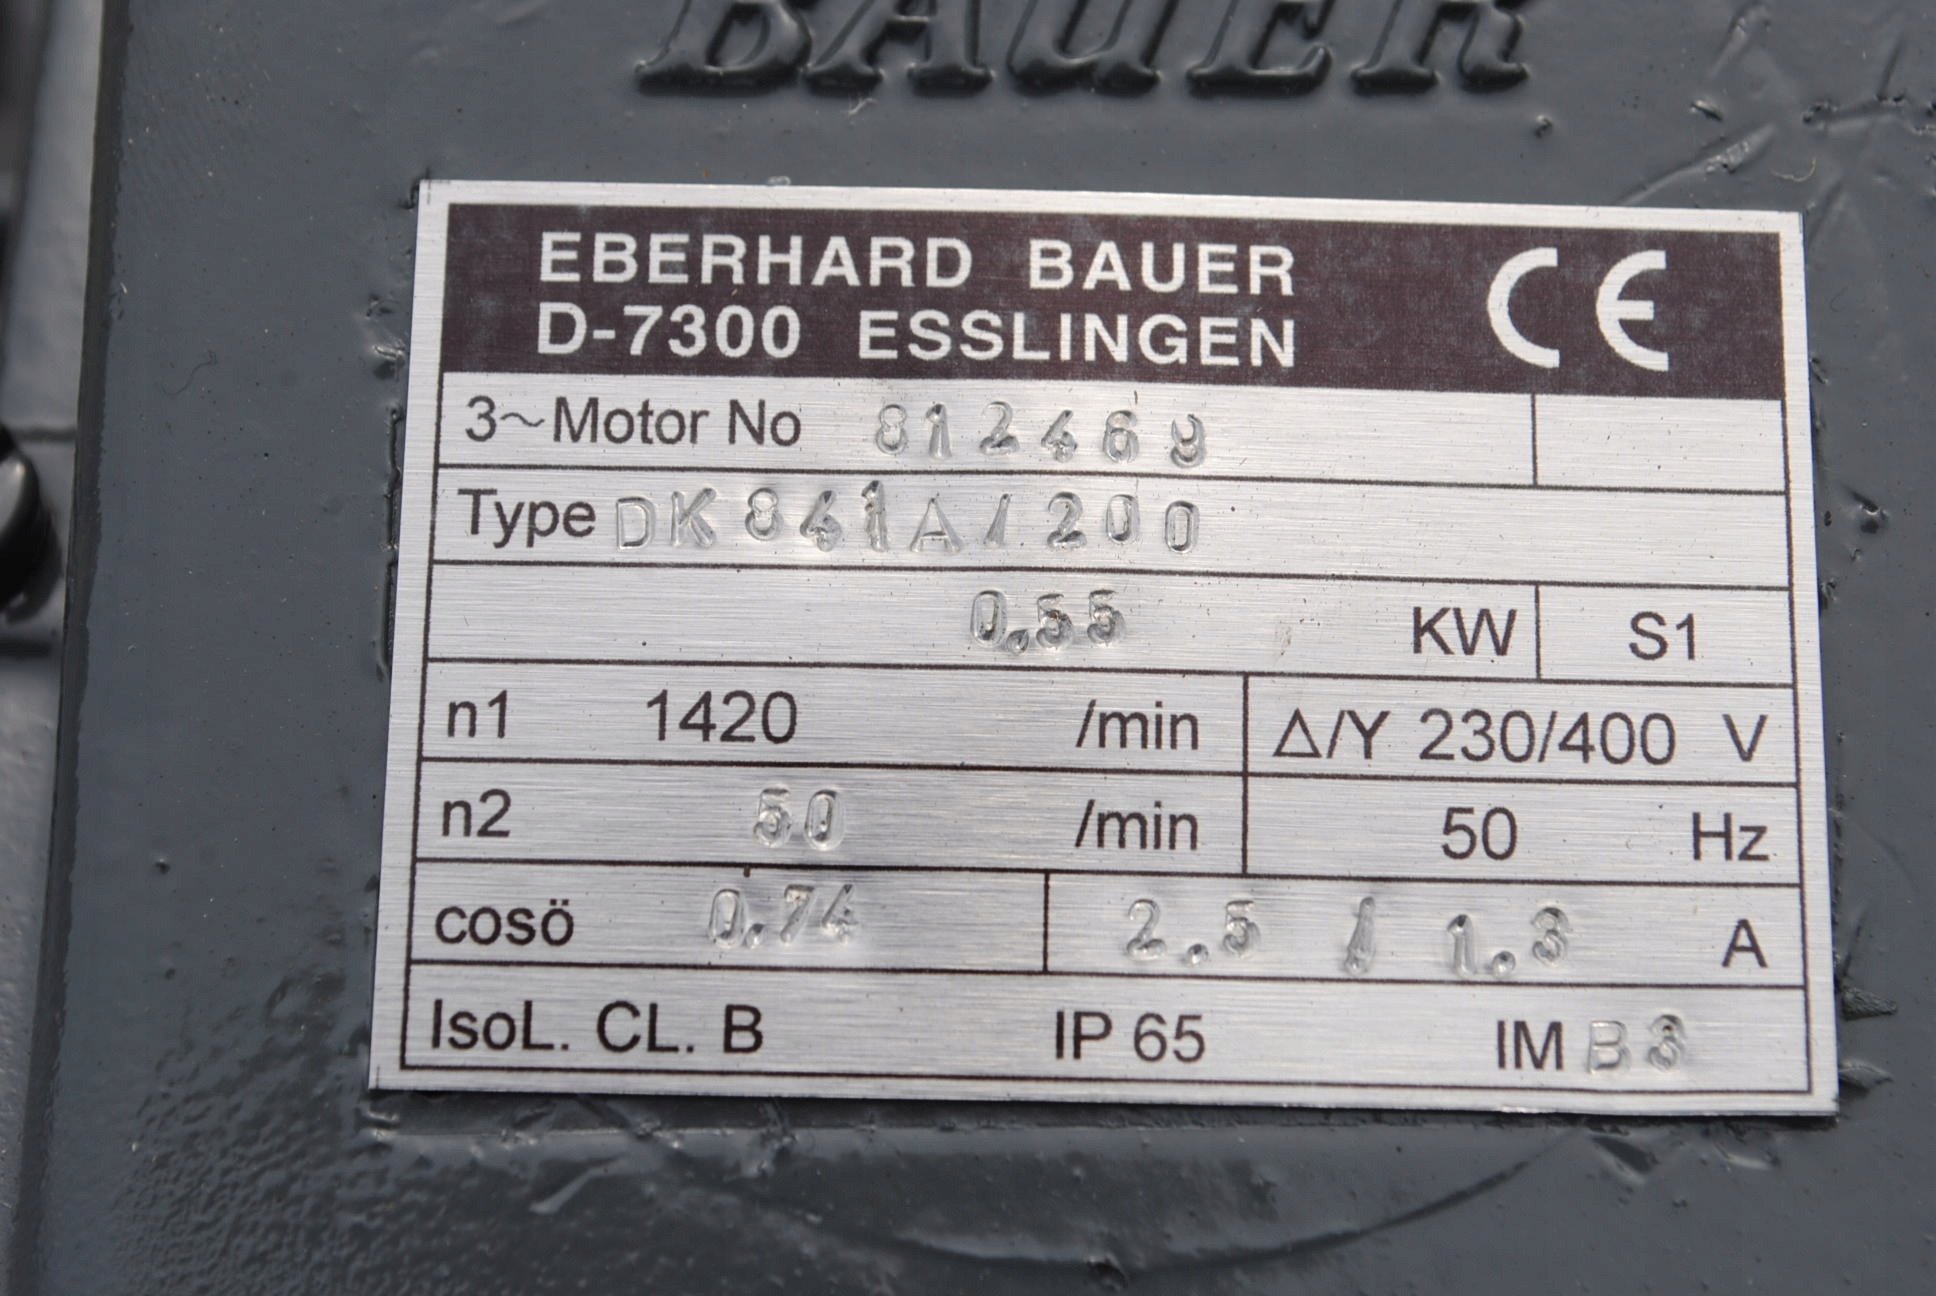 BAUER
EBERHARD BAUER
D-7300 ESSLINGEN CE
3~Motor No 812469
Type DK841A/200
0.55 KW S1
n1 1420 /min Δ/Y 230/400 V
n2 50 /min 50 Hz
cosö 0.74 2.5 / 1.3 A
IsoL. CL. B IP 65 IM B3